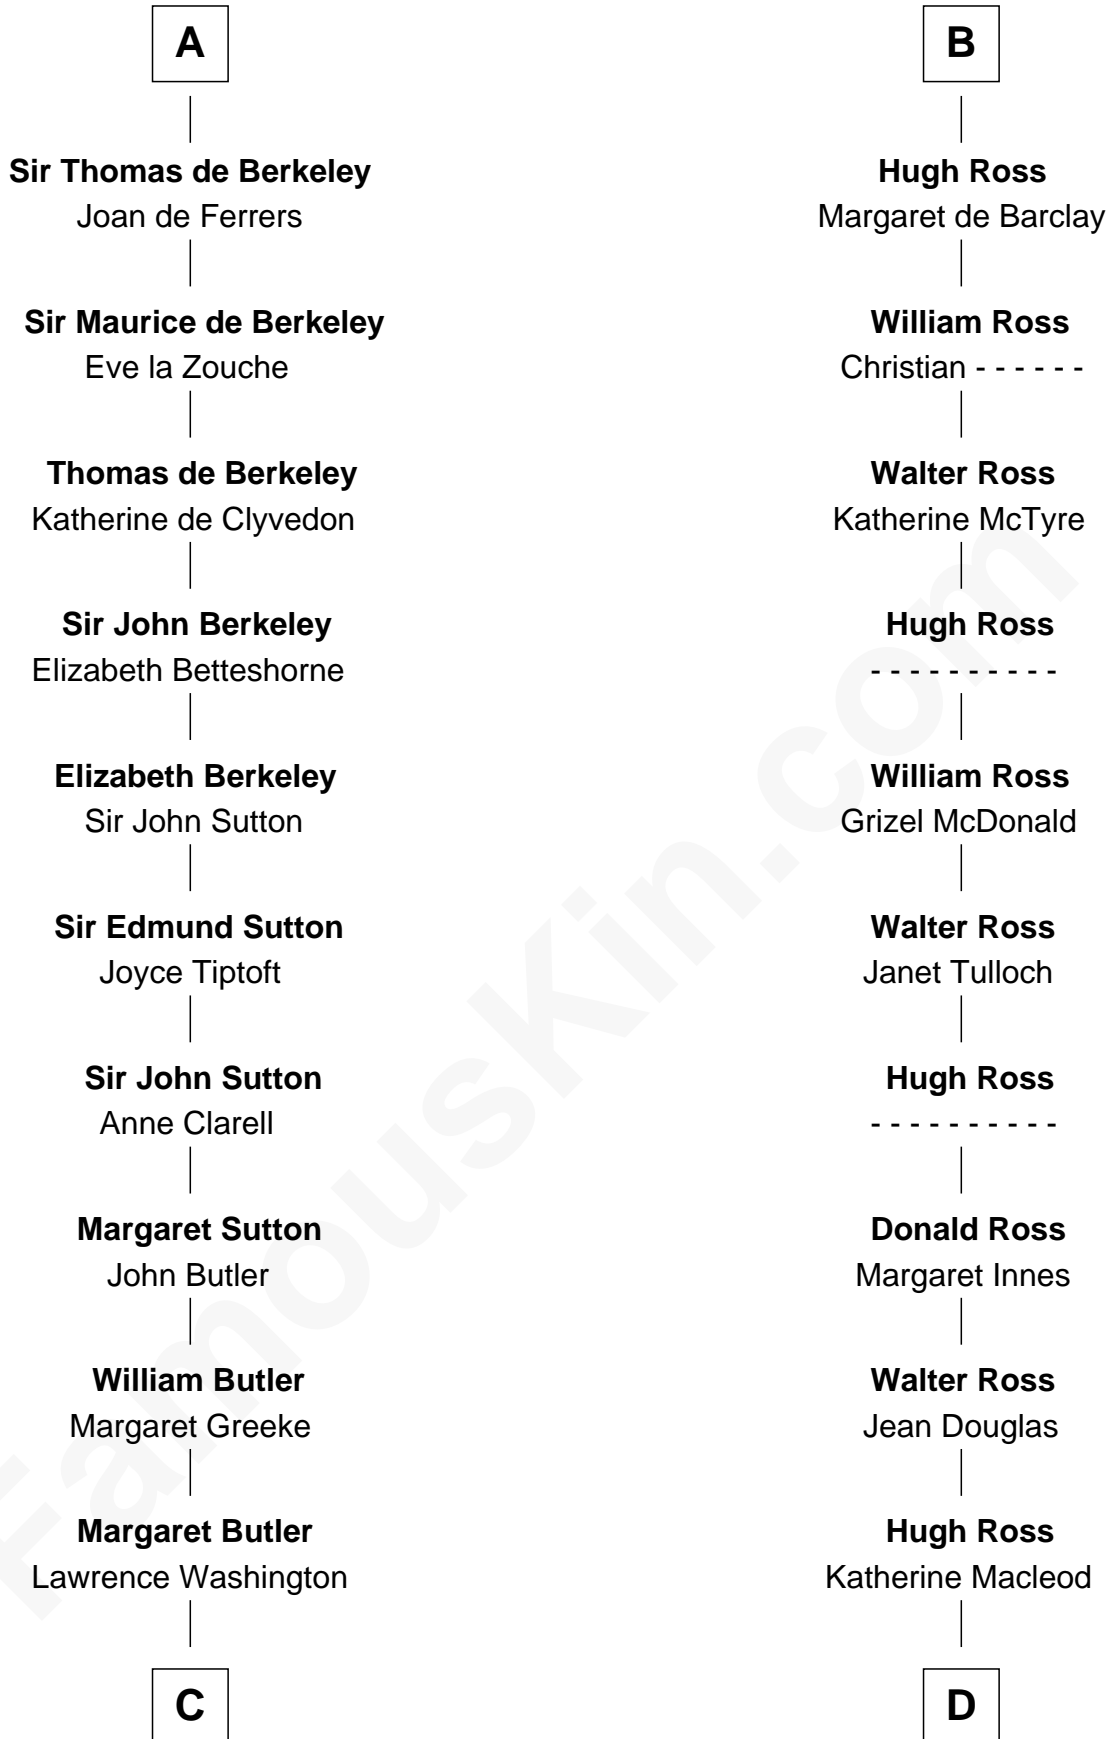 A
Sir Thomas de Berkeley
Joan de Ferrers
Sir Maurice de Berkeley
Eve la Zouche
Thomas de Berkeley
Katherine de Clyvedon
Sir John Berkeley
Elizabeth Betteshorne
Elizabeth Berkeley
Sir John Sutton
Sir Edmund Sutton
Joyce Tiptoft
Sir John Sutton
Anne Clarell
Margaret Sutton
John Butler
William Butler
Margaret Greeke
Margaret Butler
Lawrence Washington
C
B
Hugh Ross
Margaret de Barclay
William Ross
Christian - - - - - -
Walter Ross
Katherine McTyre
Hugh Ross
- - - - - - - - - -
William Ross
Grizel McDonald
Walter Ross
Janet Tulloch
Hugh Ross
- - - - - - - - - -
Donald Ross
Margaret Innes
Walter Ross
Jean Douglas
Hugh Ross
Katherine Macleod
D
FamousKin.com